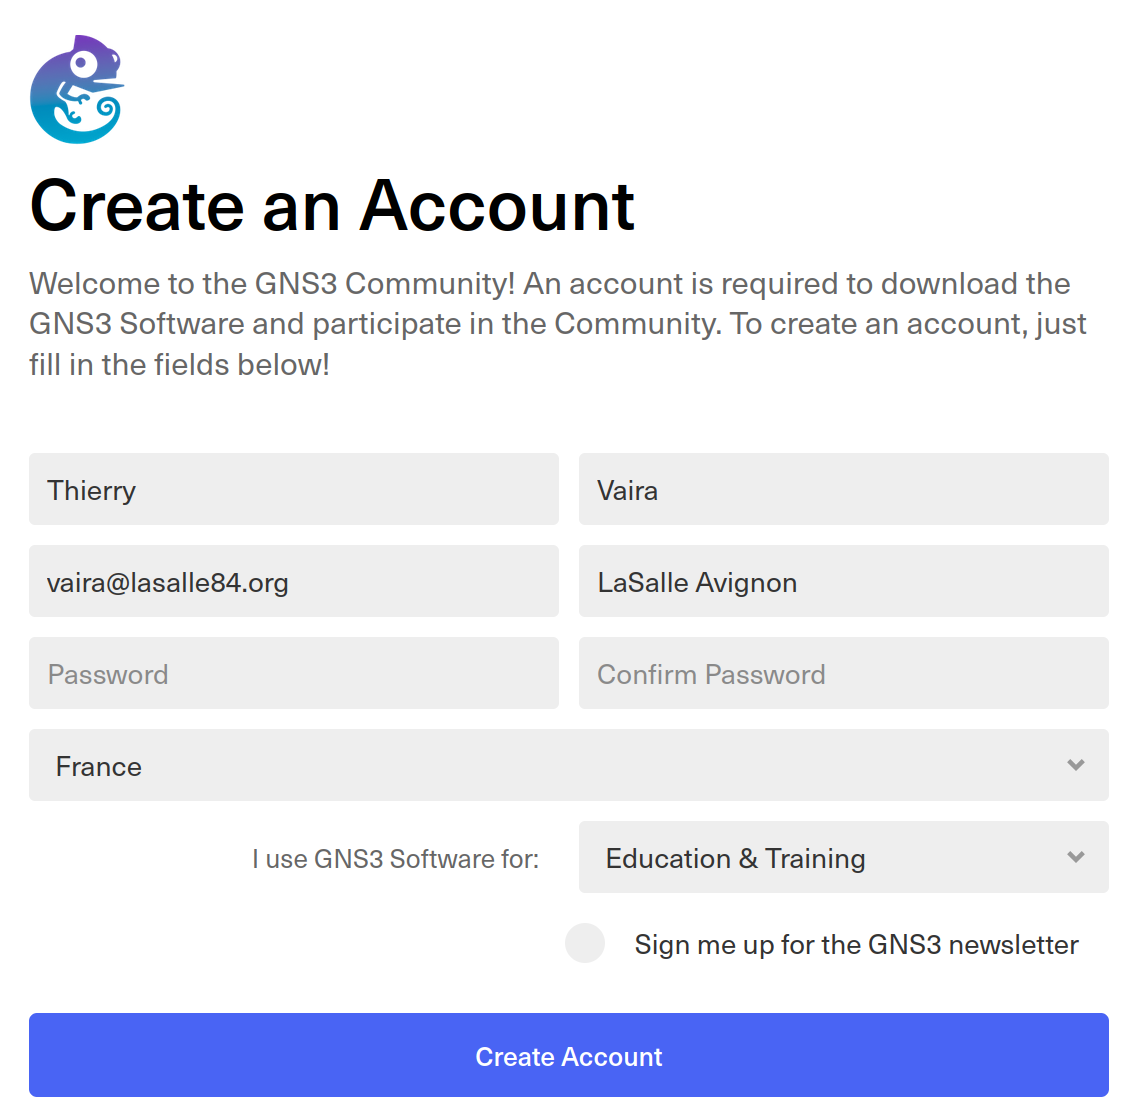 Create an Account
Welcome to the GNS3 Community! An account is required to download the
GNS3 Software and participate in the Community. To create an account, just
fill in the fields below!
Thierry
Vaira
vaira@lasalle84.org
LaSalle Avignon
Password
Confirm Password
France
I use GNS3 Software for:
Education & Training
Sign me up for the GNS3 newsletter
Create Account